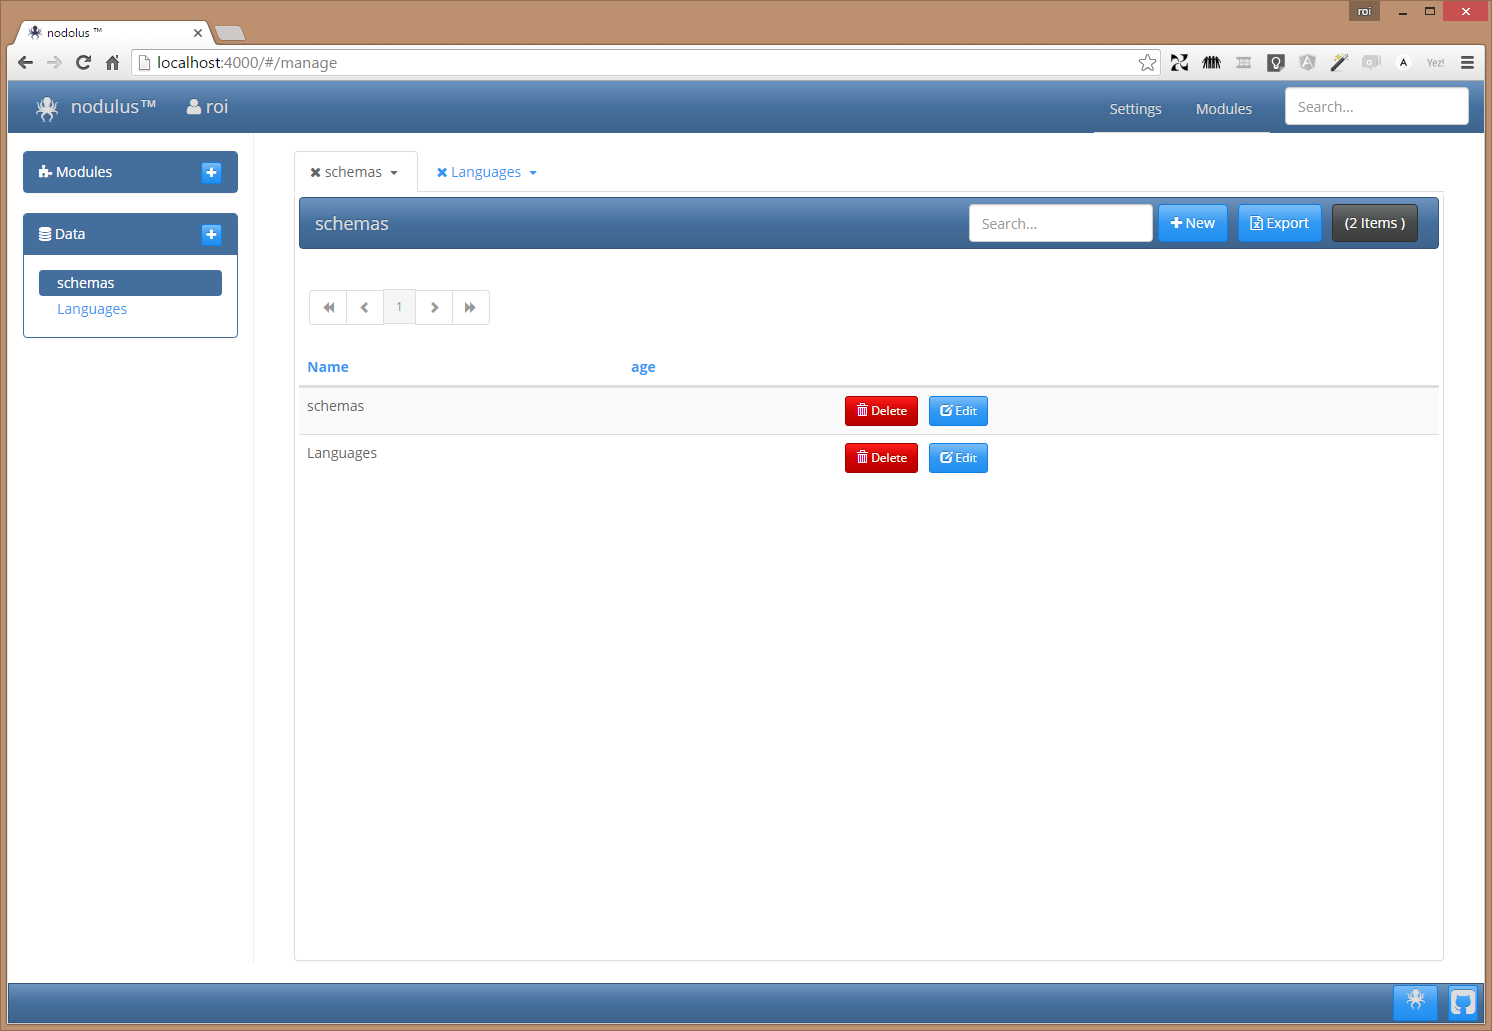 roi
nodolus ™
localhost:4000/#/manage
Yez!
nodulus™ roi Settings Modules Search...
Modules
Data
schemas
Languages
schemas Languages
schemas Search... New Export (2 Items )
1
Name age
schemas Delete Edit
Languages Delete Edit